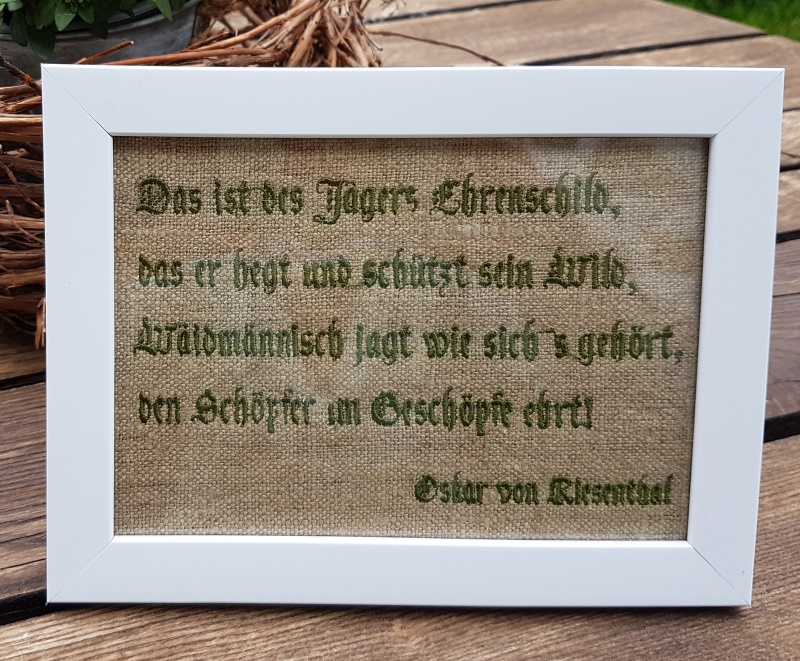 Das ist des Jägers Ehrenschild,
das er hegt und schützt sein Wild,
Waidmännisch jagt wie sich´s gehört,
den Schöpfer im Geschöpfe ehrt!
Oskar von Riesenthal